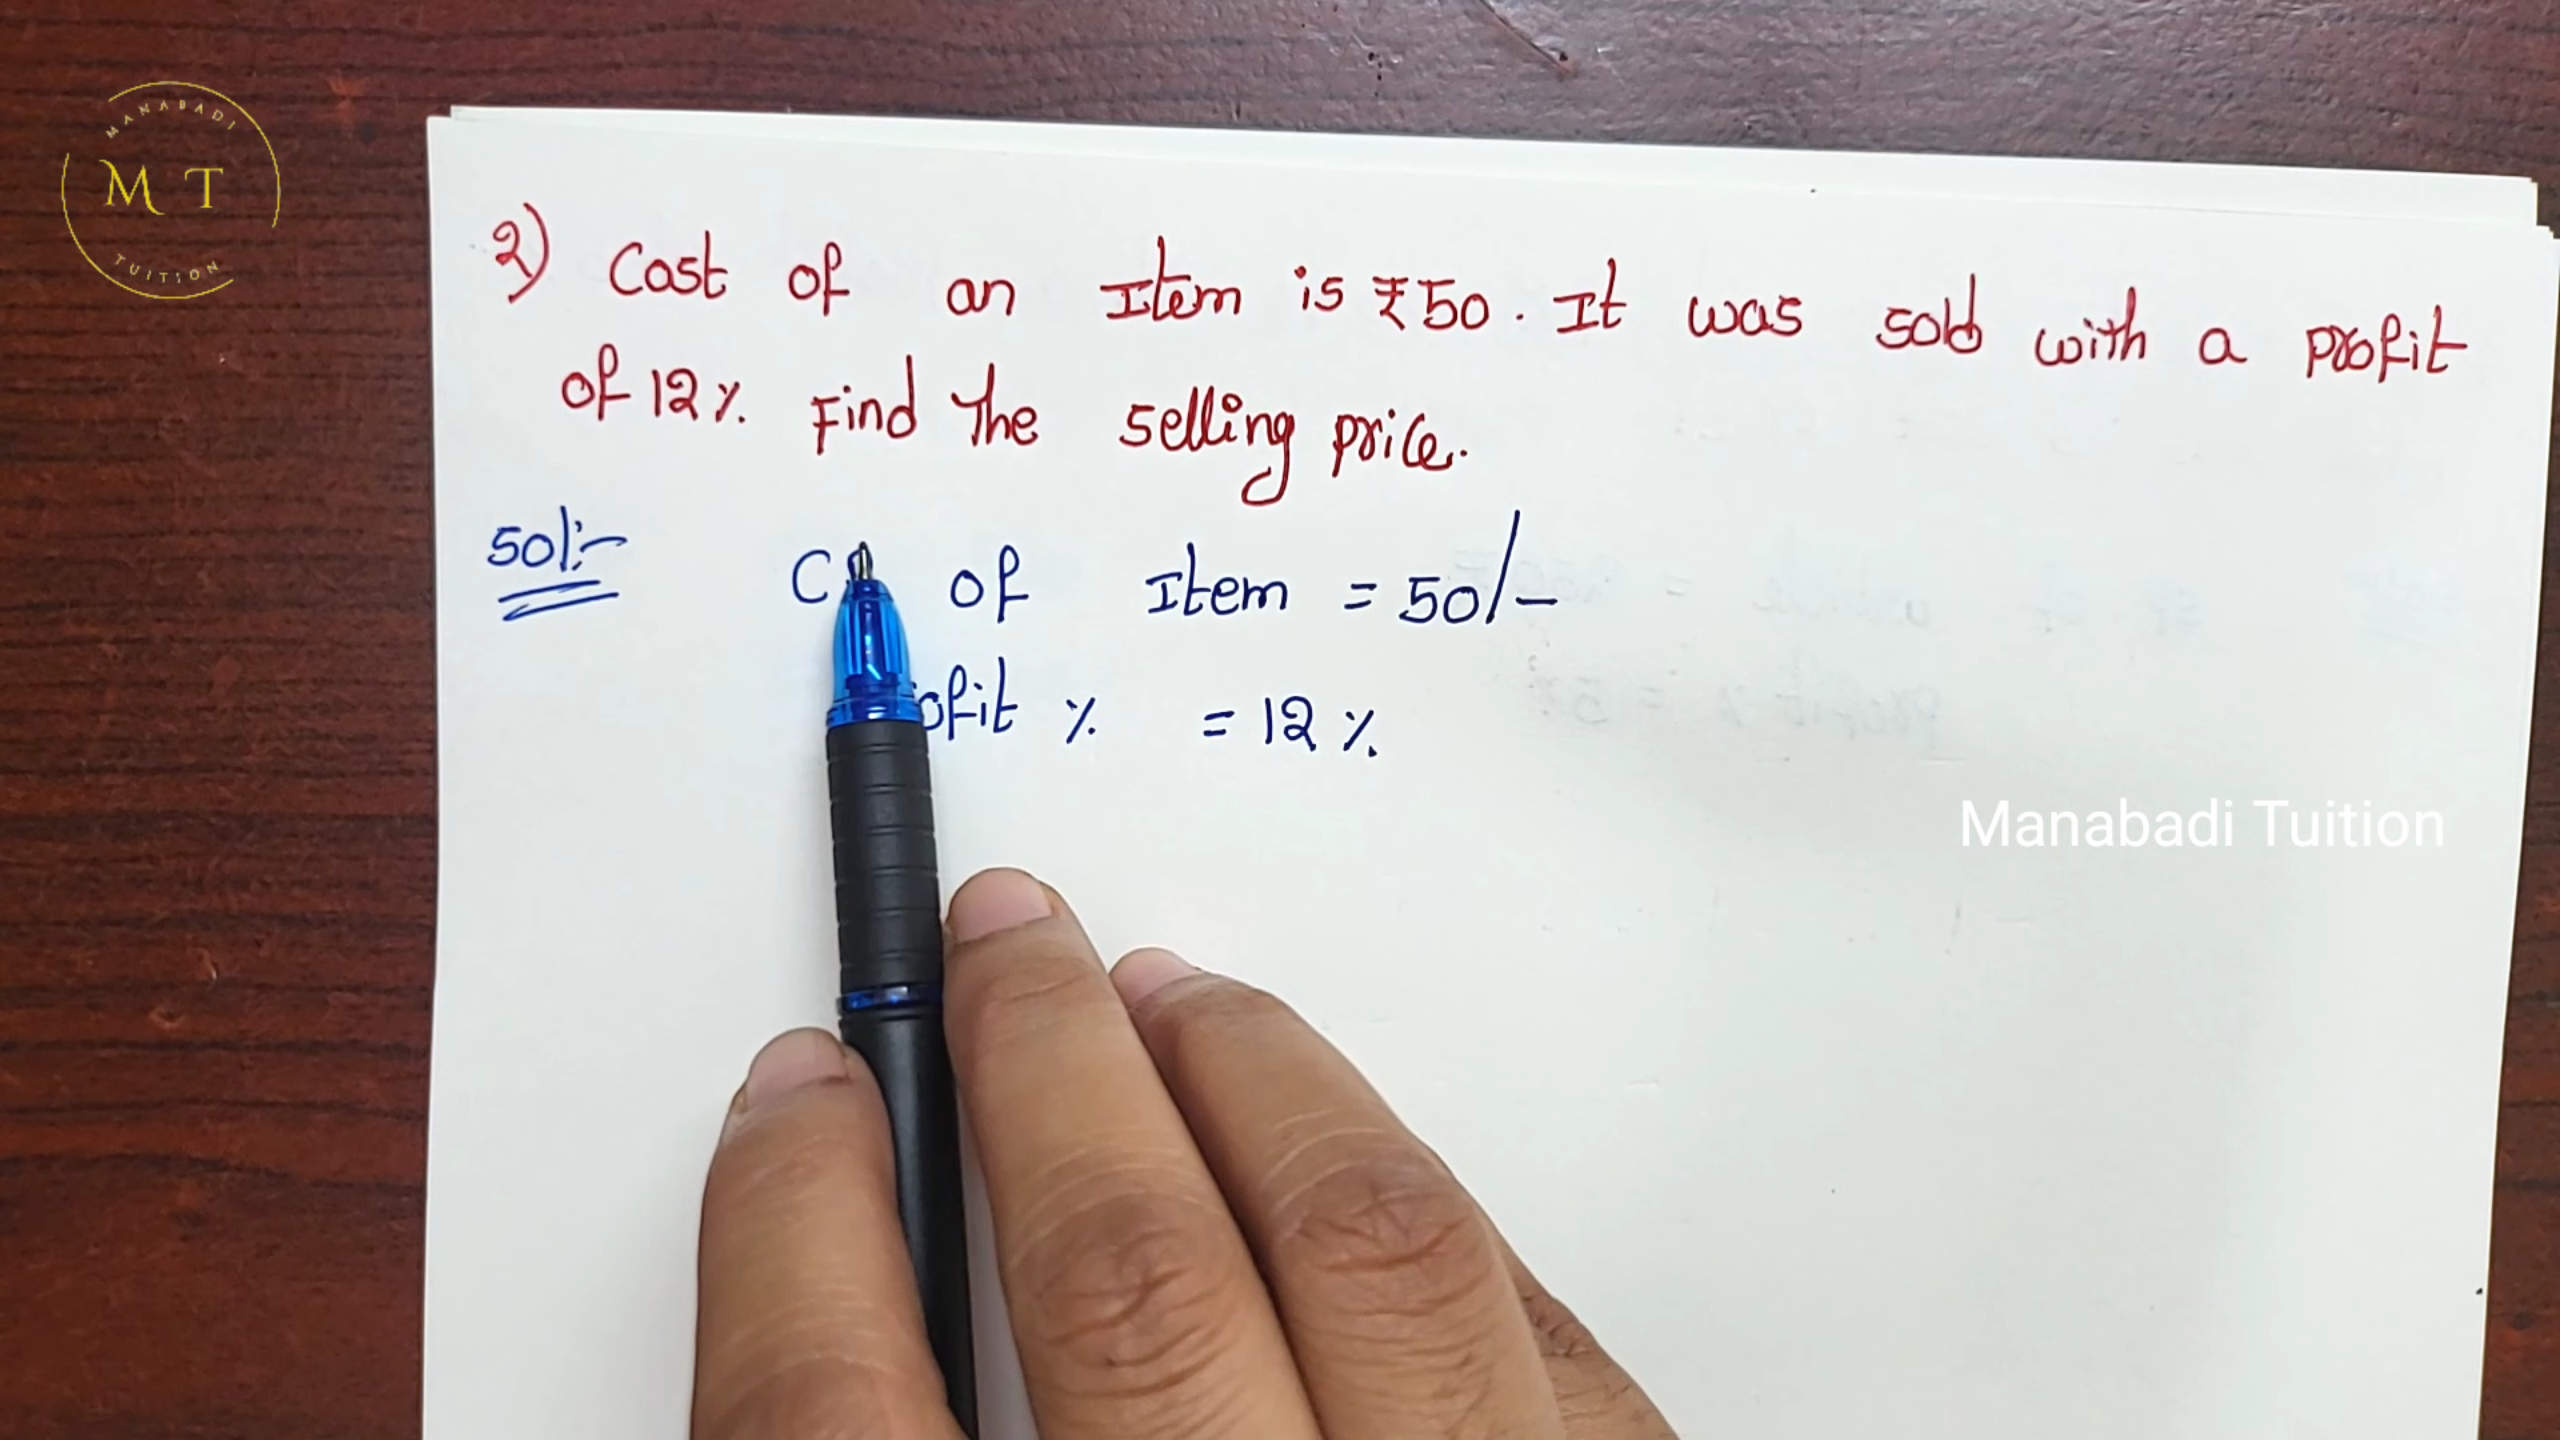 MANABADI
M T
TUITION
2) Cost of an Item is ₹50. It was sold with a profit
of 12% Find The selling price.
Sol:-
of Item = 50/-
% = 12%
Manabadi Tuition